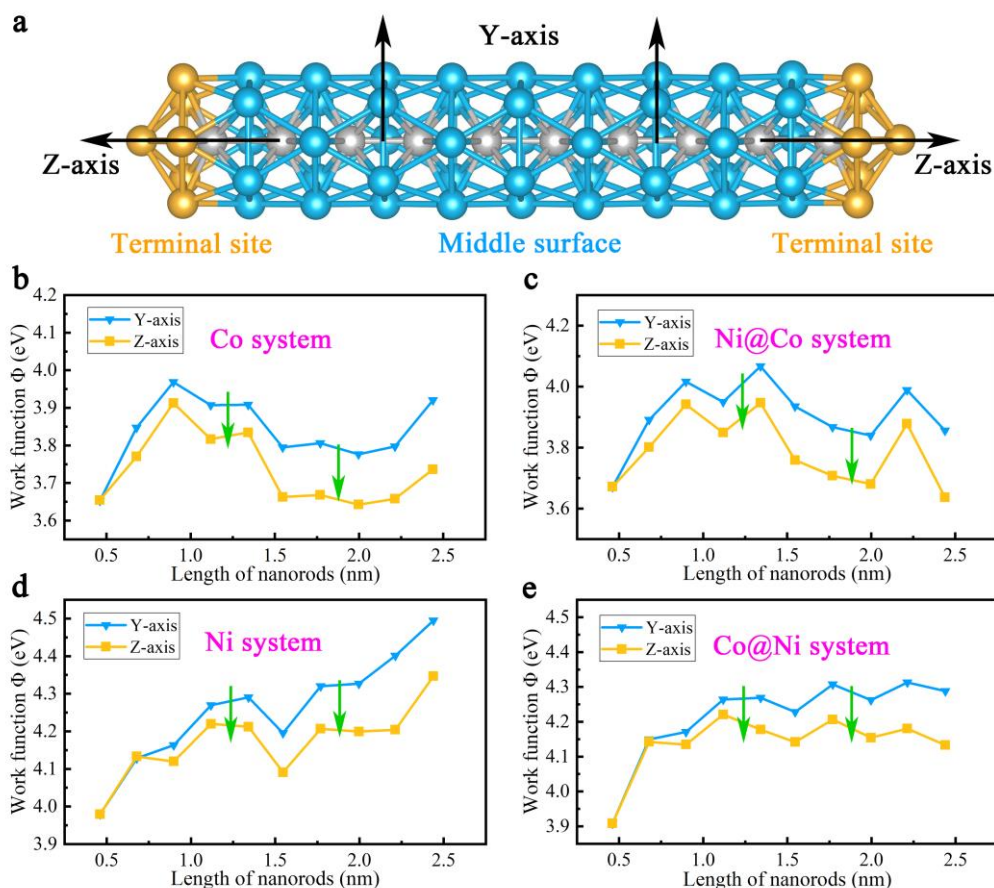 a
Y-axis
Z-axis
Z-axis
Terminal site
Middle surface
Terminal site
b
4.2
4.1
4.0
3.9
3.8
3.7
3.6
Work function Φ (eV)
Y-axis
Z-axis
Co system
0.5 1.0 1.5 2.0 2.5
Length of nanorods (nm)
c
4.2
4.0
3.8
3.6
Work function Φ (eV)
Y-axis
Z-axis
Ni@Co system
0.5 1.0 1.5 2.0 2.5
Length of nanorods (nm)
d
4.5
4.4
4.3
4.2
4.1
4.0
3.9
Work function Φ (eV)
Y-axis
Z-axis
Ni system
0.5 1.0 1.5 2.0 2.5
Length of nanorods (nm)
e
4.5
4.4
4.3
4.2
4.1
4.0
3.9
Work function Φ (eV)
Y-axis
Z-axis
Co@Ni system
0.5 1.0 1.5 2.0 2.5
Length of nanorods (nm)